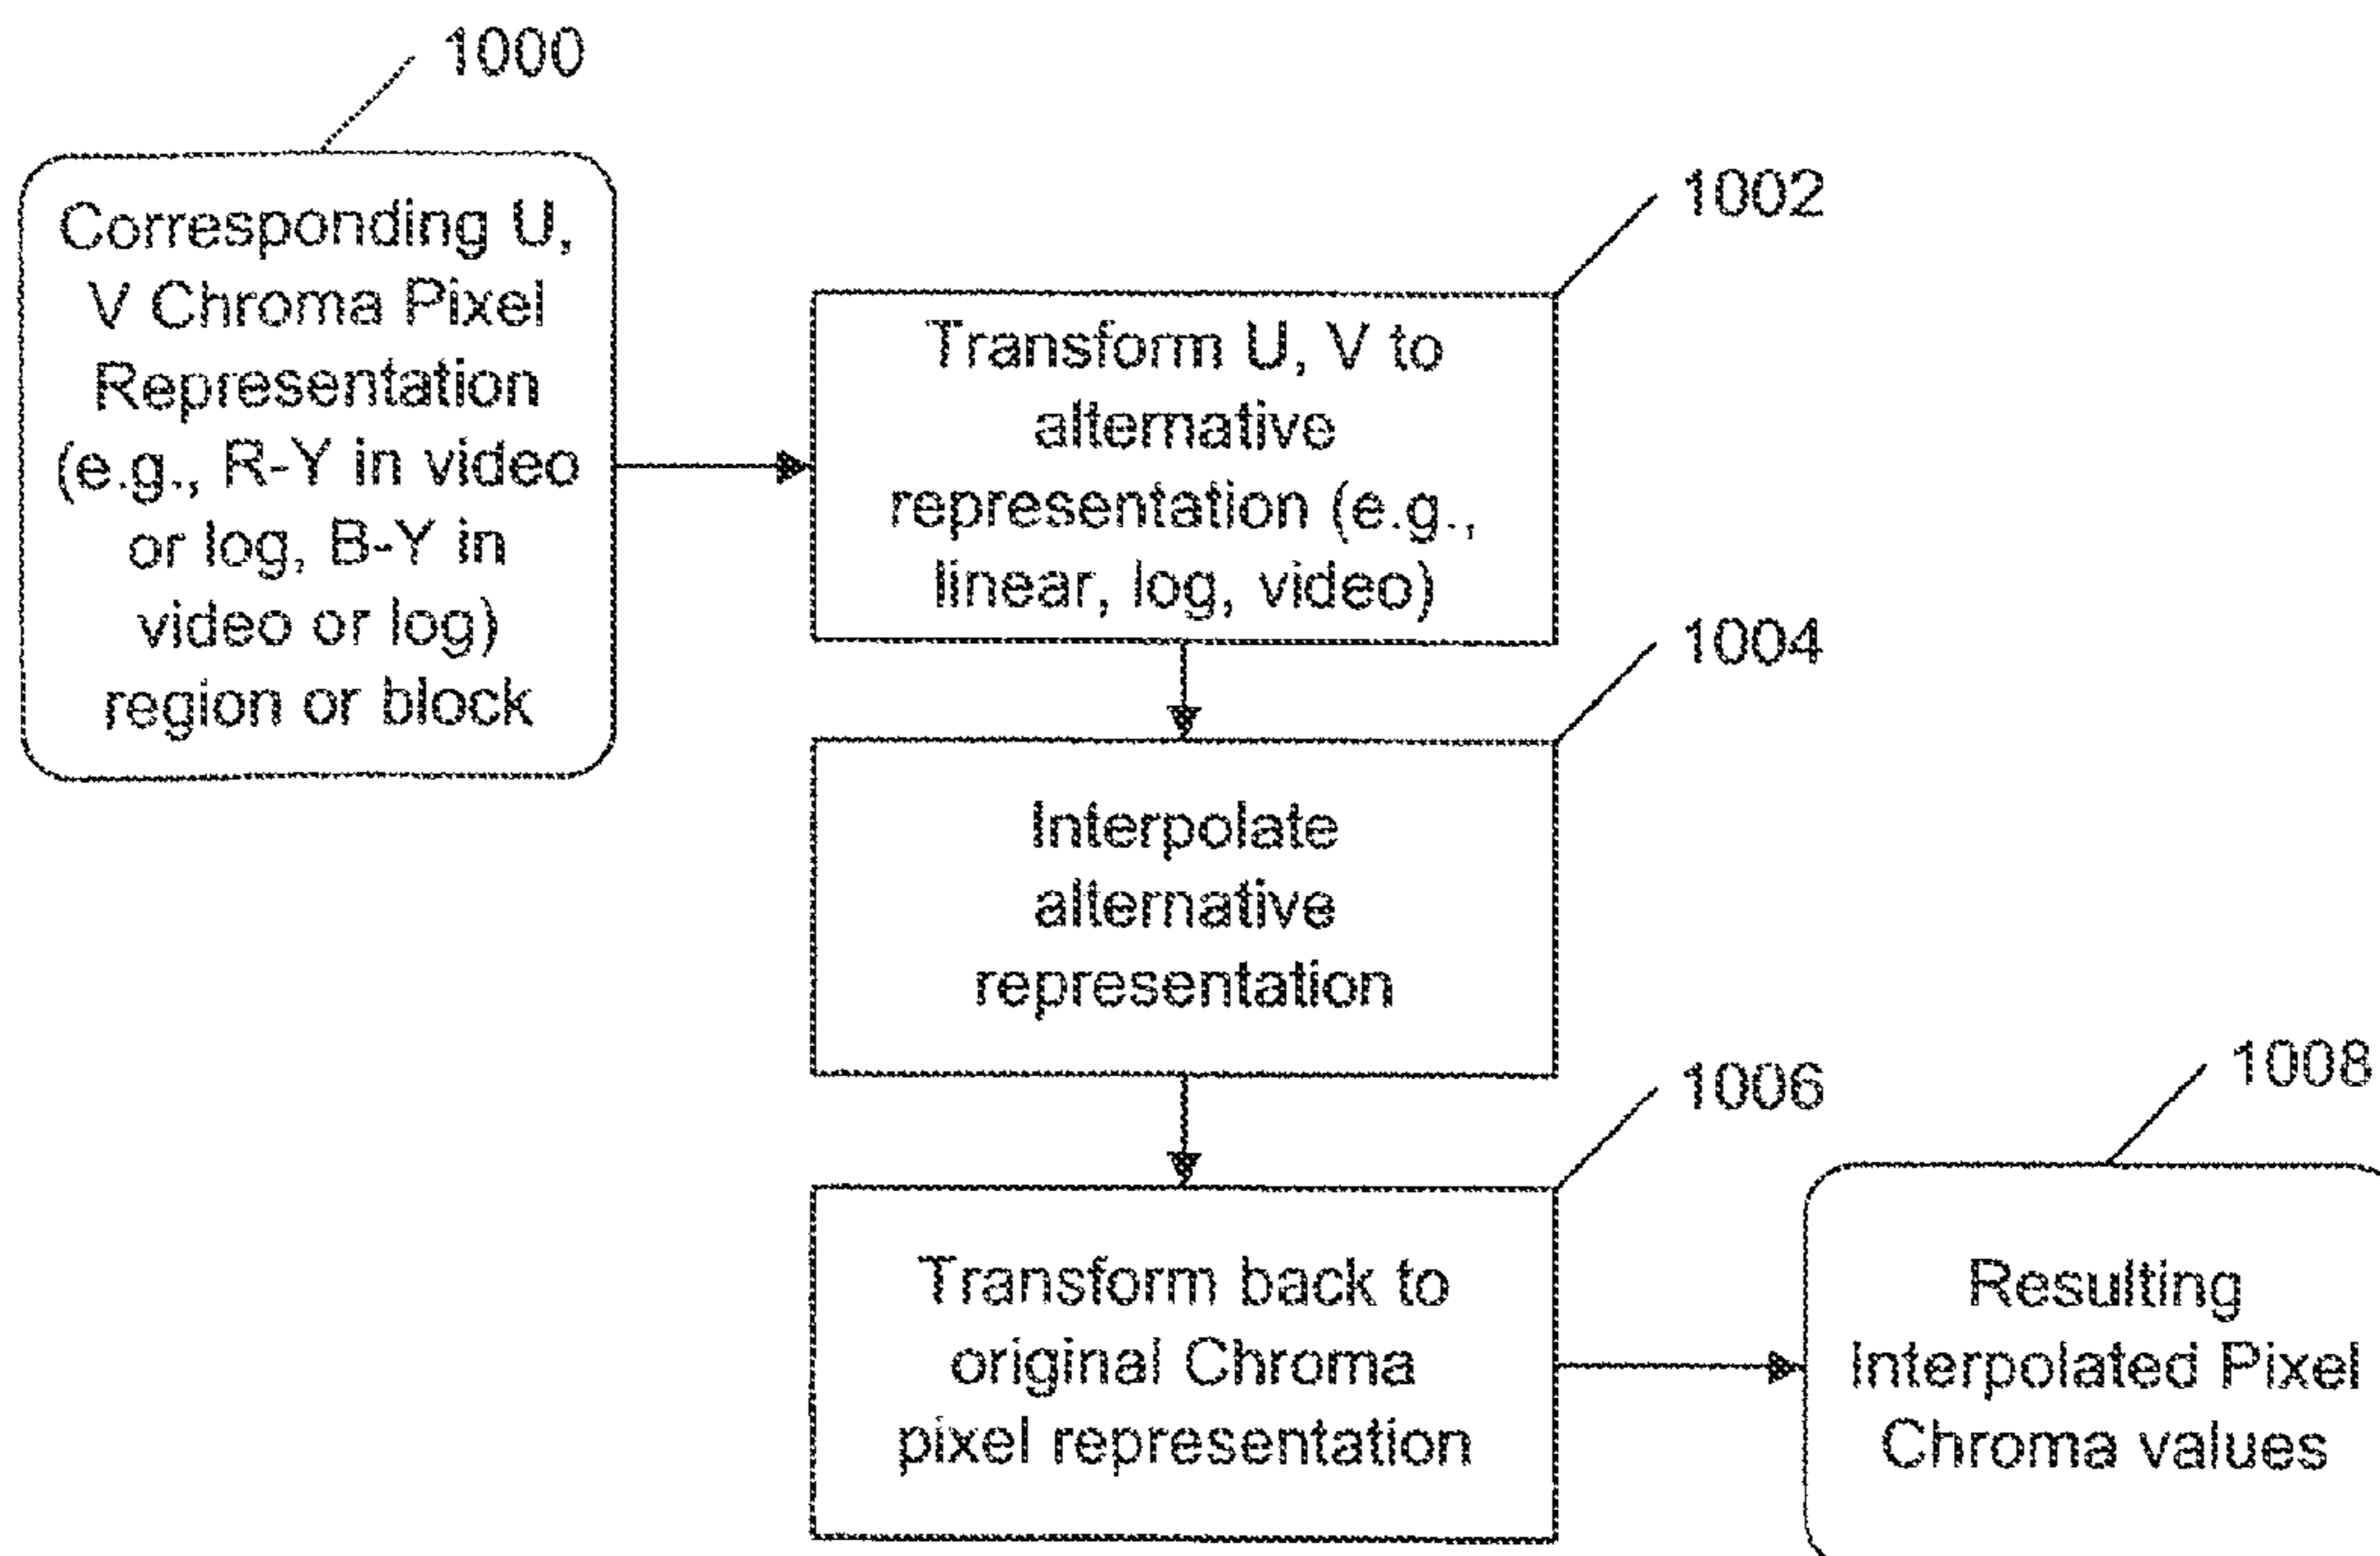 1000
Corresponding U,
V Chroma Pixel
Representation
(e.g., R-Y in video
or log, B-Y in
video or log)
region or block
1002
Transform U, V to
alternative
representation (e.g.,
linear, log, video)
1004
Interpolate
alternative
representation
1006
Transform back to
original Chroma
pixel representation
1008
Resulting
Interpolated Pixel
Chroma values